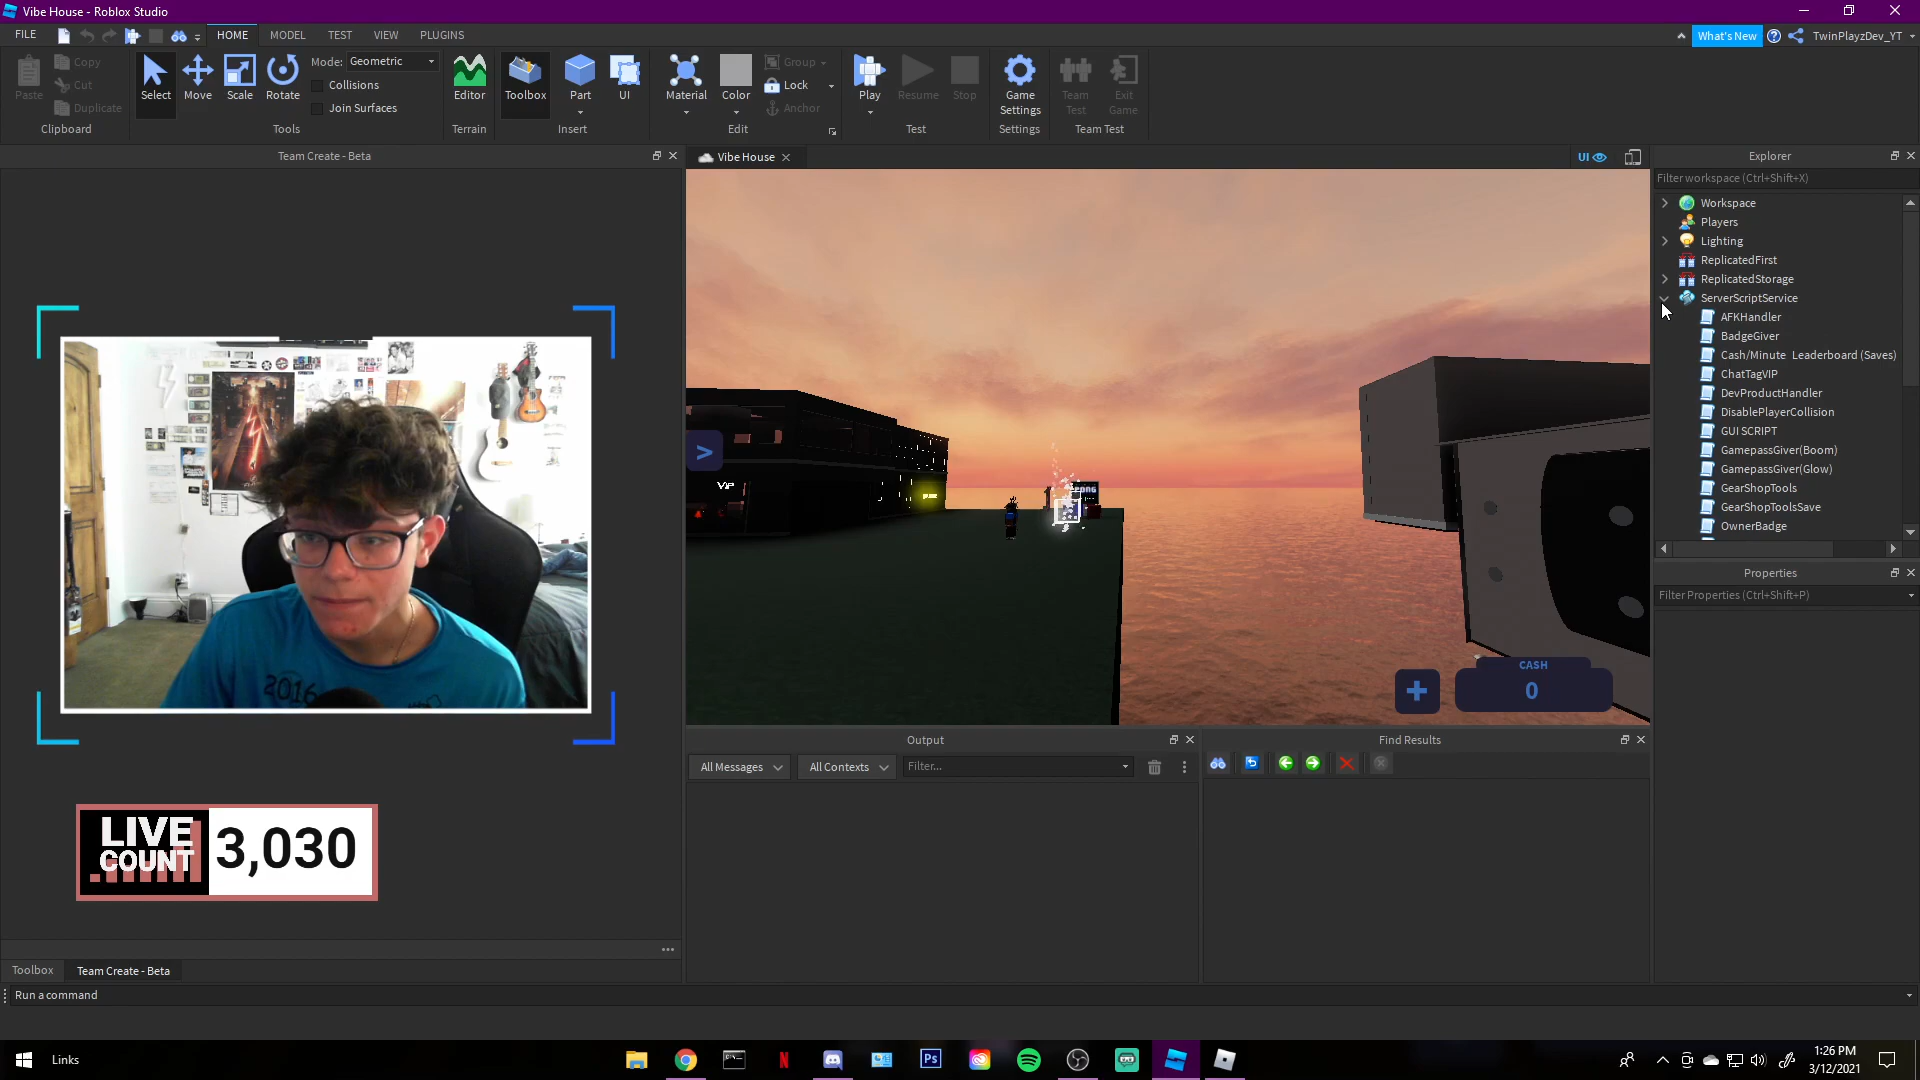 Vibe House - Roblox Studio
FILE
HOME
MODEL
TEST
VIEW
PLUGINS
What's New
TwinPlayzDev_YT
Paste
Copy
Cut
Duplicate
Clipboard
Select
Move
Scale
Rotate
Mode:
Geometric
Collisions
Join Surfaces
Tools
Editor
Terrain
Toolbox
Part
UI
Insert
Material
Color
Group
Lock
Anchor
Edit
Play
Resume
Stop
Test
Game
Settings
Settings
Team
Test
Exit
Game
Team Test
Team Create - Beta
Vibe House
UI
Explorer
Filter workspace (Ctrl+Shift+X)
Workspace
Players
Lighting
ReplicatedFirst
ReplicatedStorage
ServerScriptService
AFKHandler
BadgeGiver
Cash/Minute Leaderboard (Saves)
ChatTagVIP
DevProductHandler
DisablePlayerCollision
GUI SCRIPT
GamepassGiver(Boom)
GamepassGiver(Glow)
GearShopTools
GearShopToolsSave
OwnerBadge
Properties
Filter Properties (Ctrl+Shift+P)
>
VIP
CASH
0
2016
LIVE
COUNT
3,030
Output
All Messages
All Contexts
Filter...
Find Results
Toolbox
Team Create - Beta
Run a command
Links
Ps
1:26 PM
3/12/2021